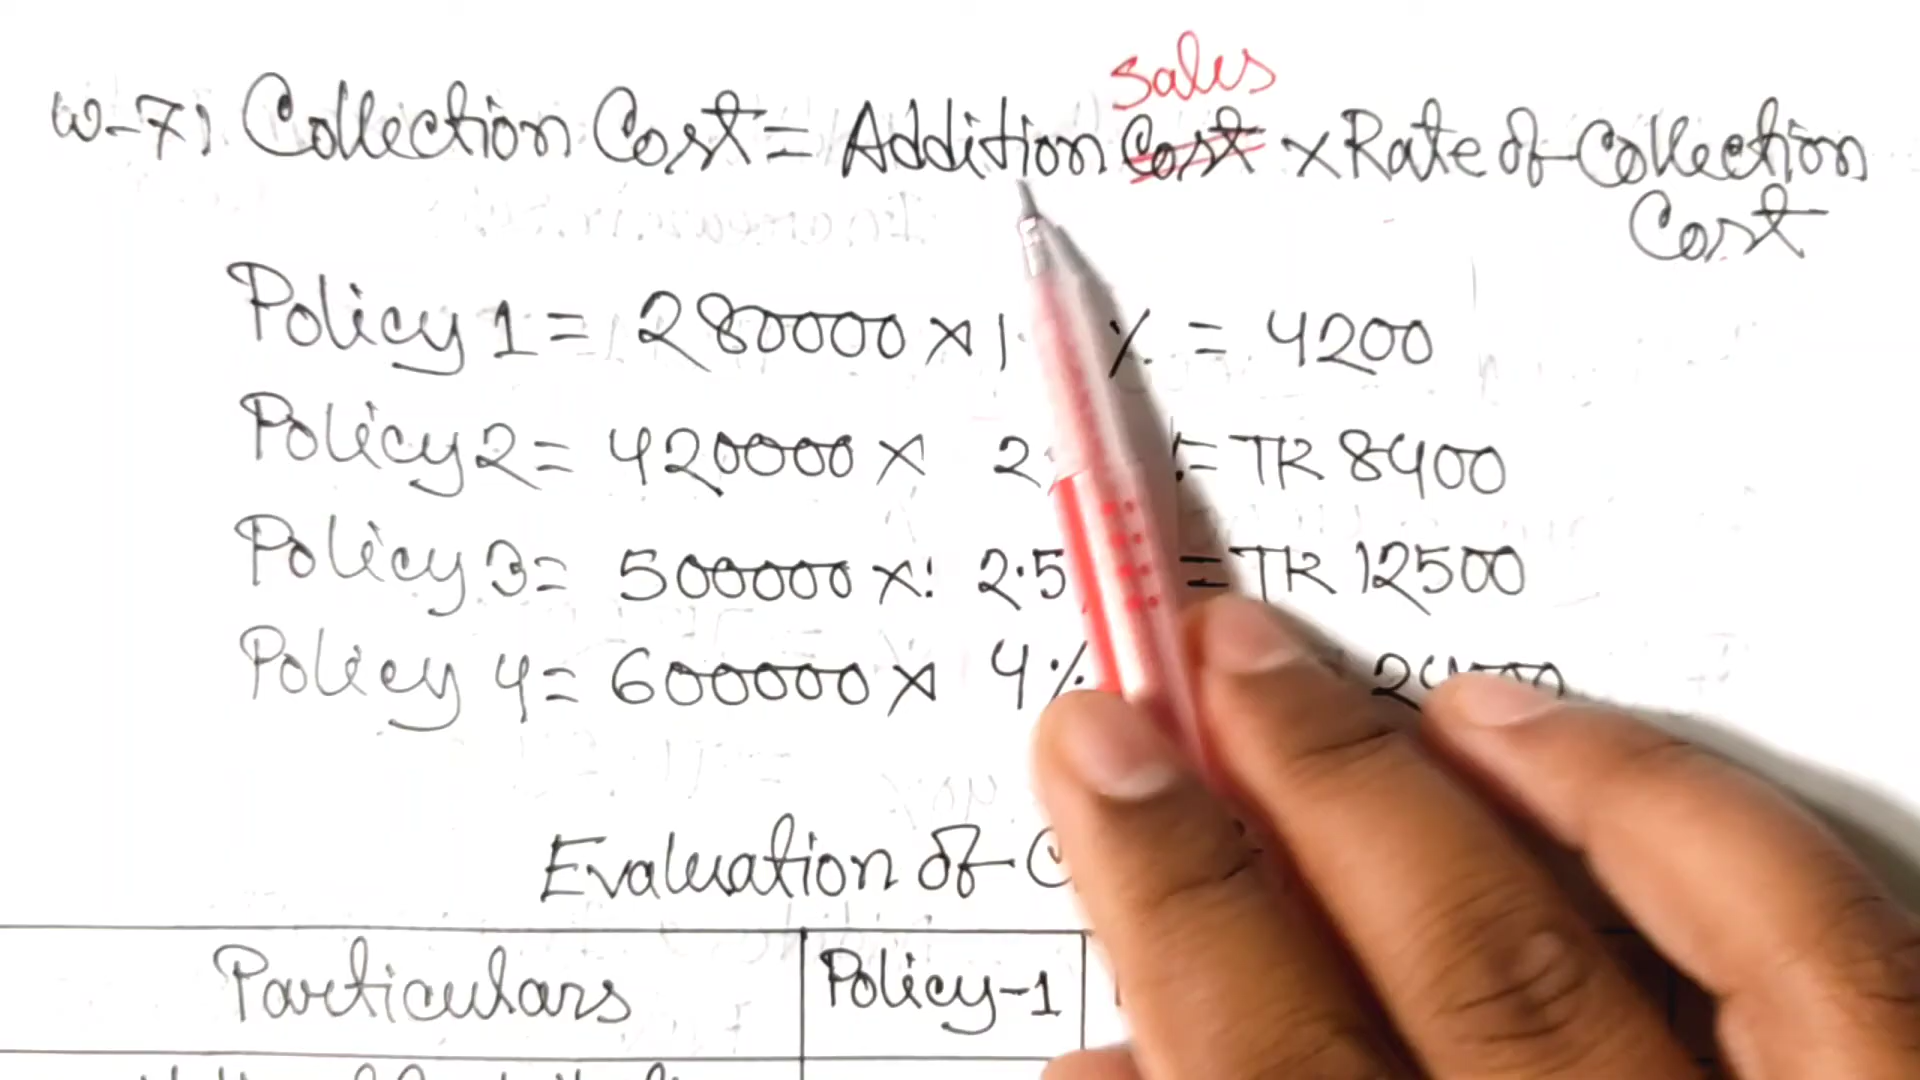 W-7) Collection Cost = Addition Cost sales × Rate of Collection
Cost
Policy 1 = 280000 × 1 % = 4200
Policy 2 = 420000 × 2 = TK 8400
Policy 3 = 500000 × 2.5 = TK 12500
Policy 4 = 600000 × 4%
Evaluation of
Particulars Policy-1